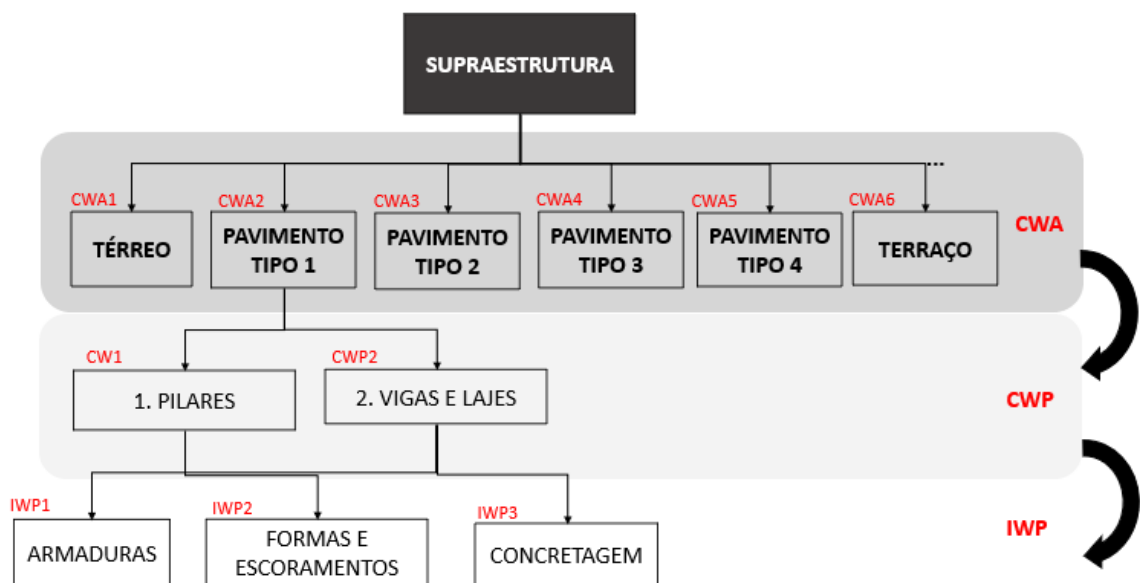 SUPRAESTRUTURA
...
CWA1
CWA2
CWA3
CWA4
CWA5
CWA6
TÉRREO
PAVIMENTO
TIPO 1
PAVIMENTO
TIPO 2
PAVIMENTO
TIPO 3
PAVIMENTO
TIPO 4
TERRAÇO
CWA
CW1
CWP2
1. PILARES
2. VIGAS E LAJES
CWP
IWP1
IWP2
IWP3
ARMADURAS
FORMAS E
ESCORAMENTOS
CONCRETAGEM
IWP